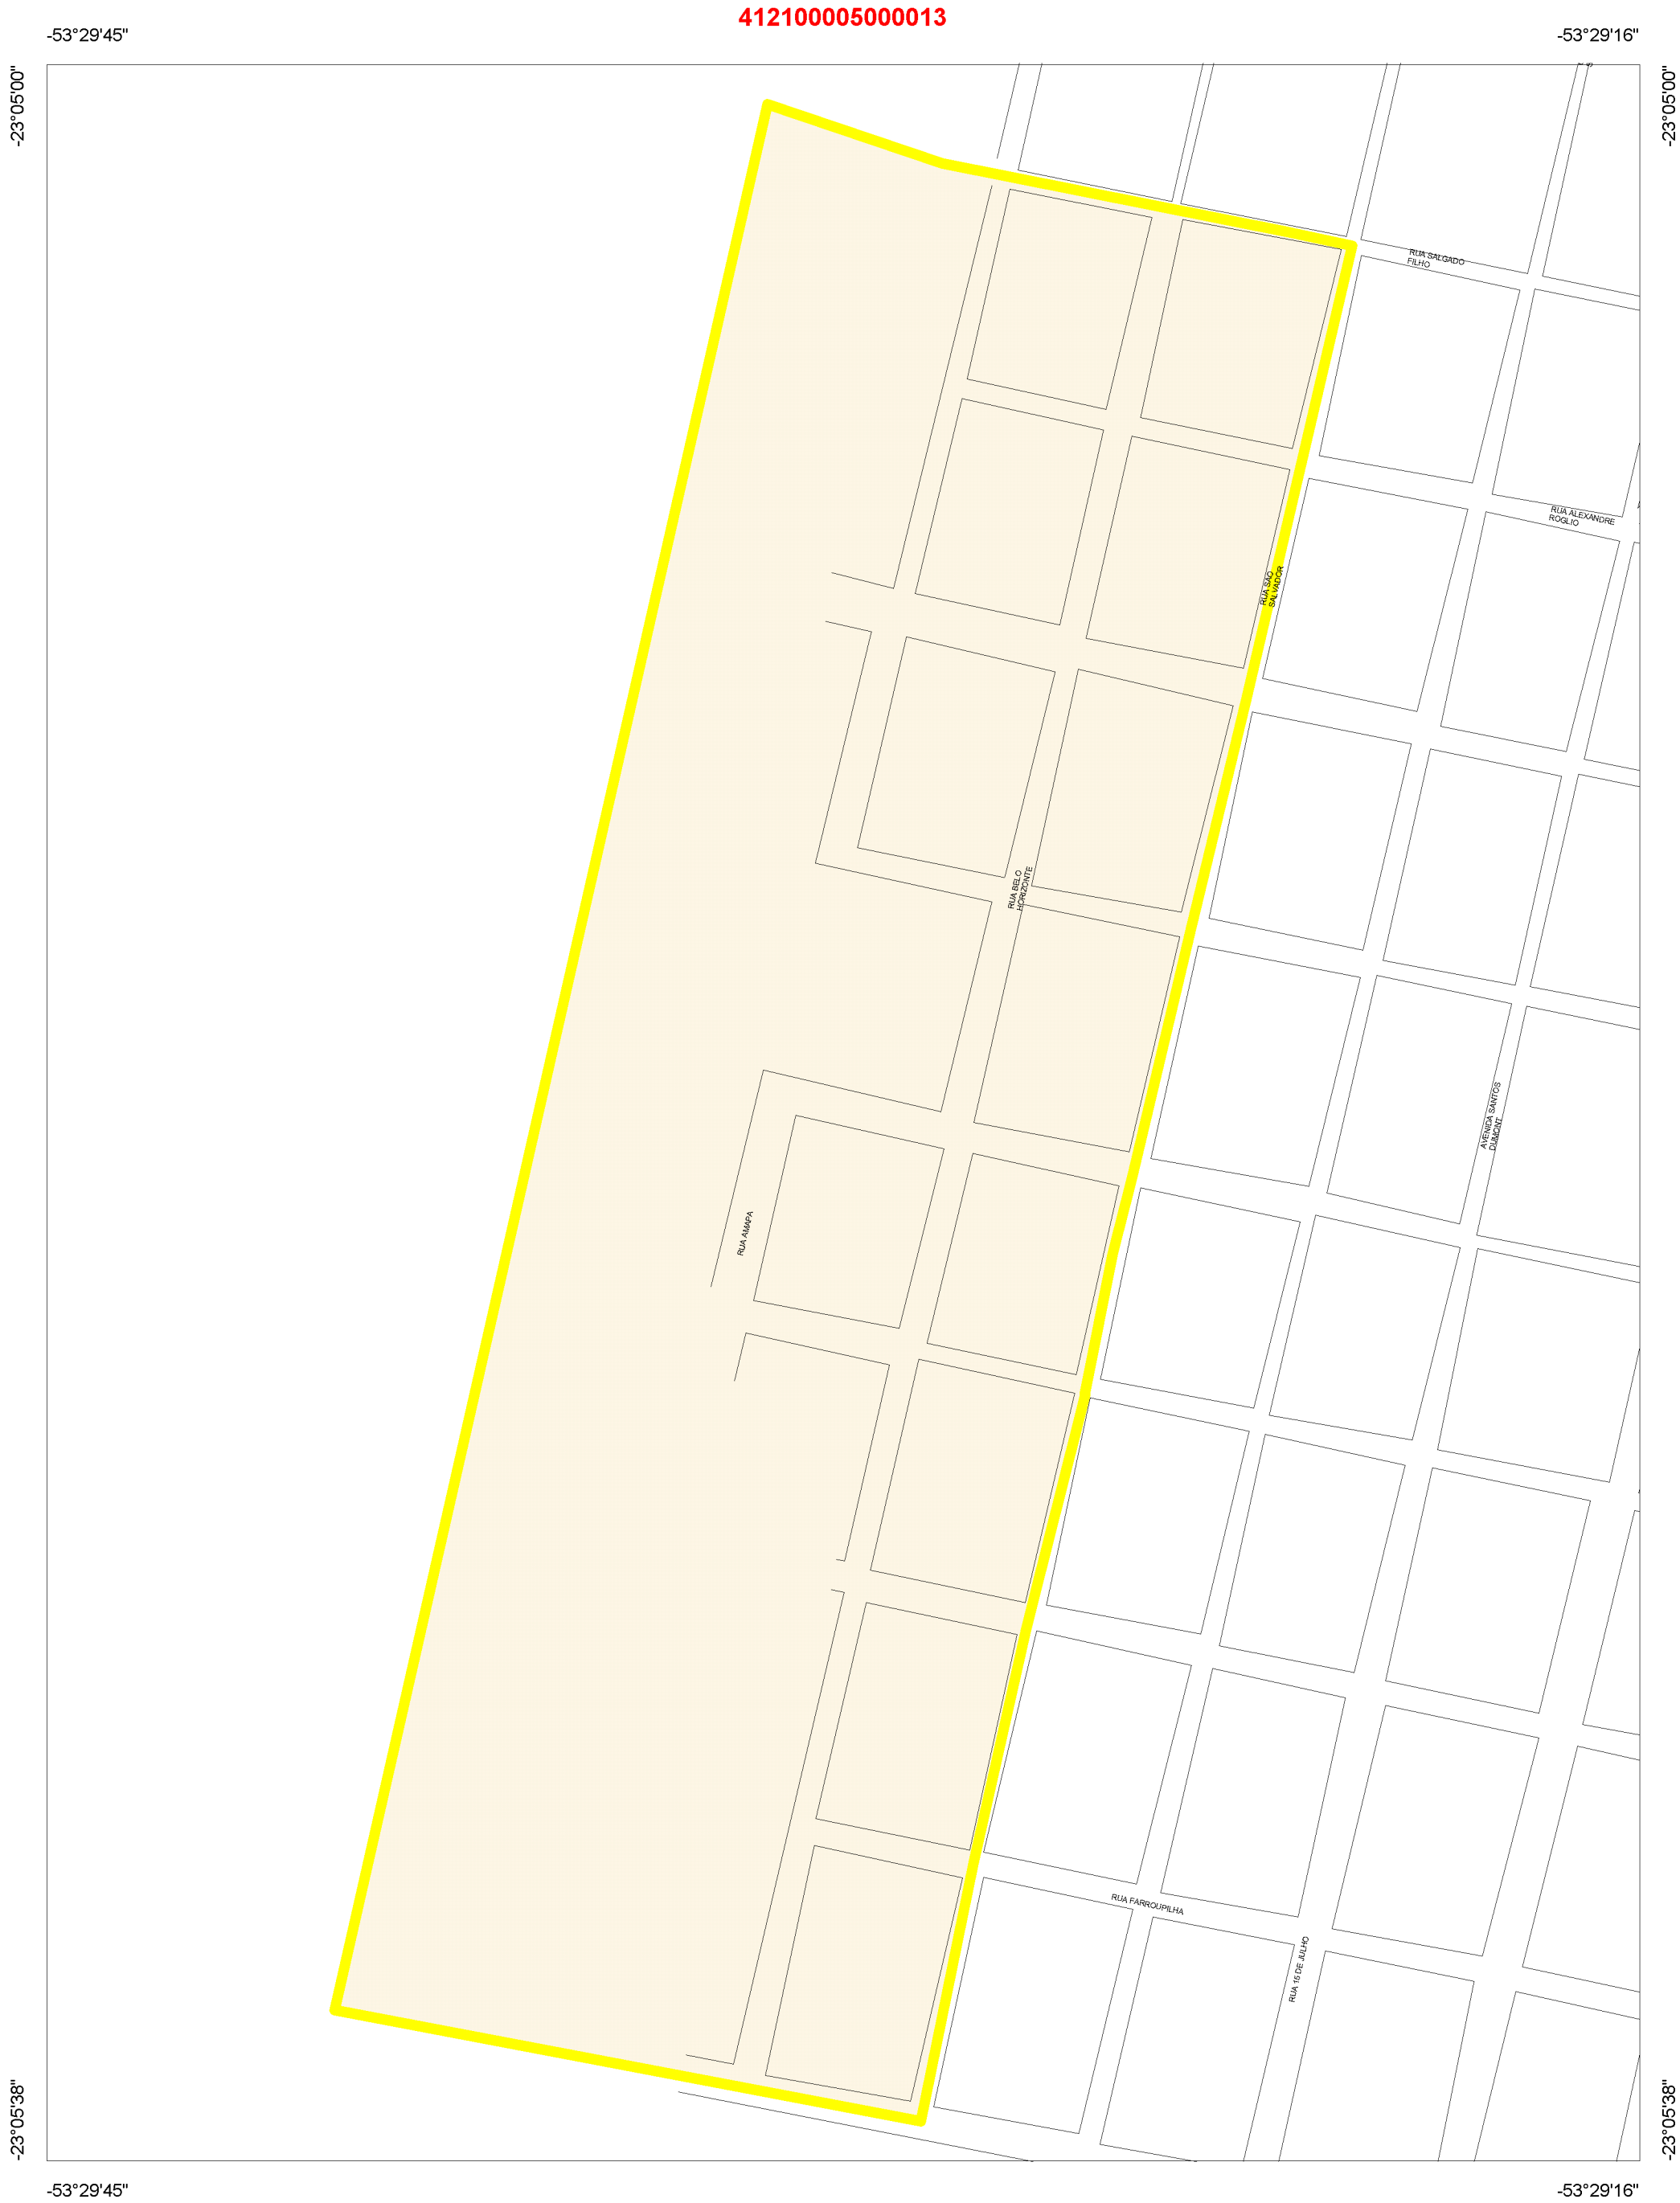 412100005000013
-53°29'45"
-53°29'16"
-23°05'00"
-23°05'00"
RUA SALGADO
FILHO
RUA ALEXANDRE
ROGLIO
RUA SAO
SALVADOR
RUA BELO
HORIZONTE
AVENIDA SANTOS
DUMONT
RUA AMAPA
RUA FARROUPILHA
RUA 15 DE JULHO
-23°05'38"
-23°05'38"
-53°29'45"
-53°29'16"